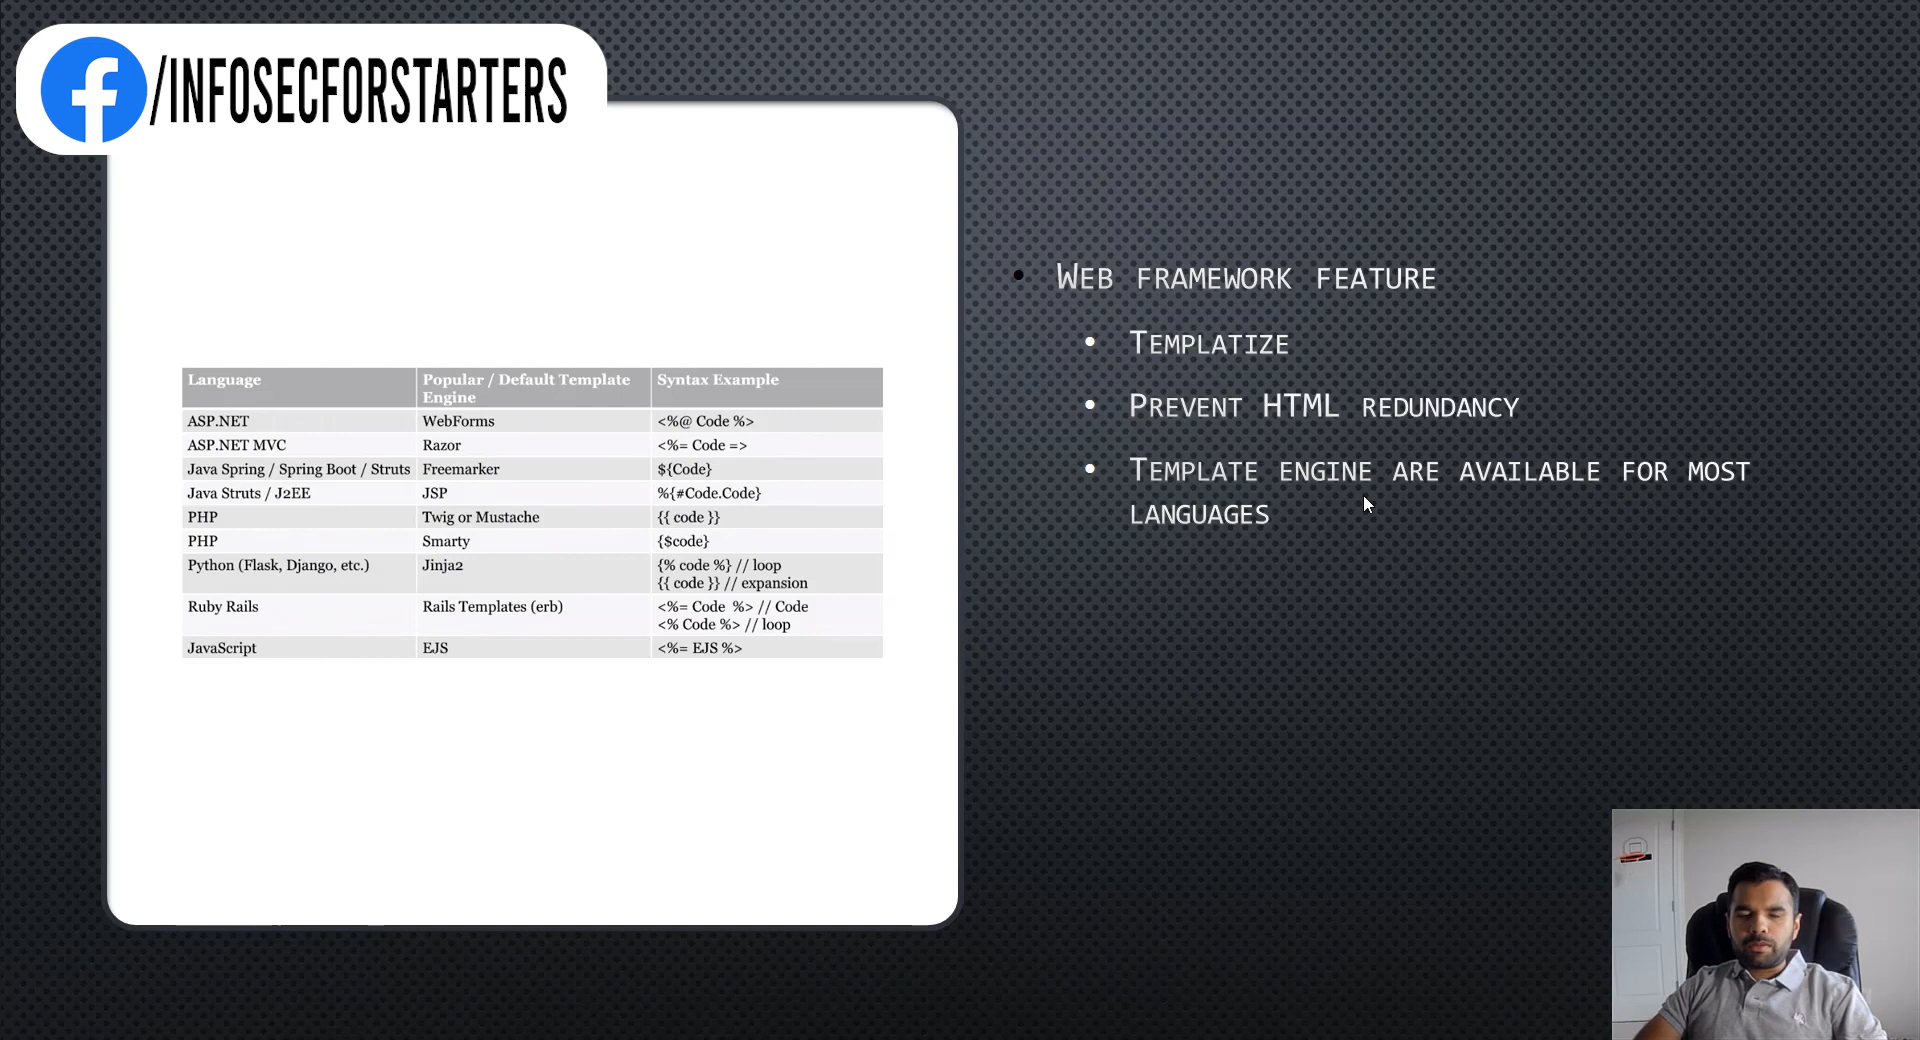 /INFOSECFORSTARTERS
Language Popular / Default Template Engine Syntax Example
ASP.NET WebForms <%@ Code %>
ASP.NET MVC Razor <%= Code =>
Java Spring / Spring Boot / Struts Freemarker ${Code}
Java Struts / J2EE JSP %{#Code.Code}
PHP Twig or Mustache {{ code }}
PHP Smarty {$code}
Python (Flask, Django, etc.) Jinja2 {% code %} // loop
{{ code }} // expansion
Ruby Rails Rails Templates (erb) <%= Code %> // Code
<% Code %> // loop
JavaScript EJS <%= EJS %>
• WEB FRAMEWORK FEATURE
• TEMPLATIZE
• PREVENT HTML REDUNDANCY
• TEMPLATE ENGINE ARE AVAILABLE FOR MOST
LANGUAGES